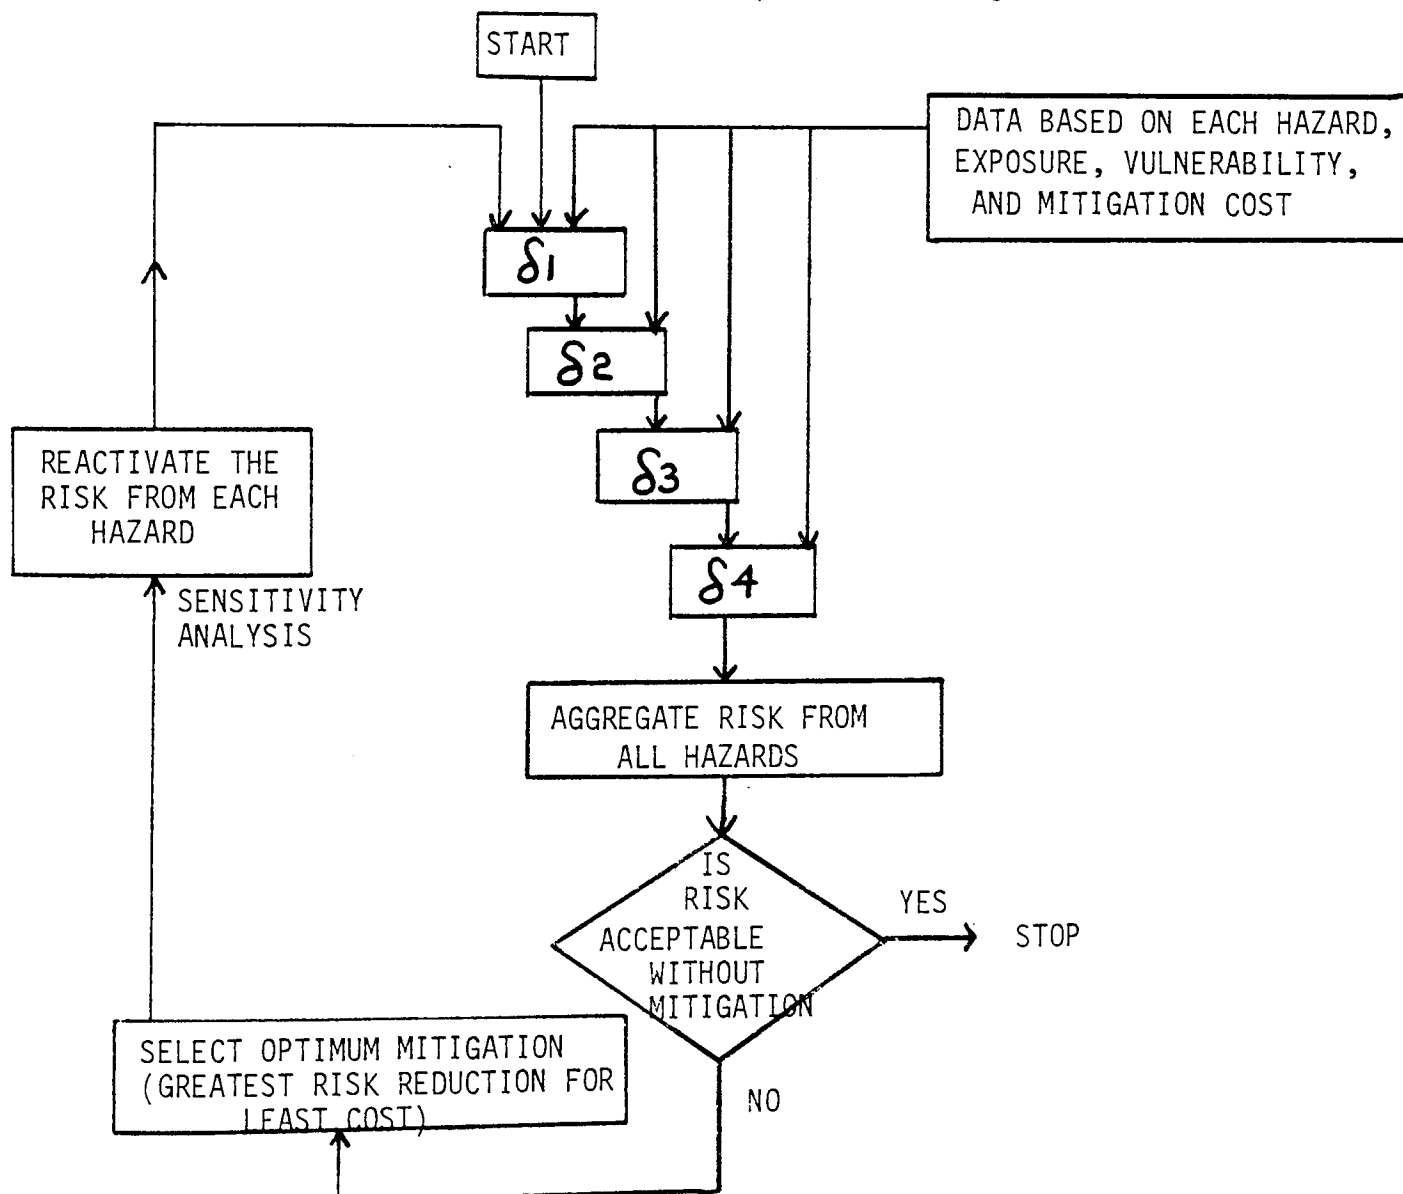 START
DATA BASED ON EACH HAZARD,
EXPOSURE, VULNERABILITY,
AND MITIGATION COST
δ1
δ2
δ3
δ4
REACTIVATE THE
RISK FROM EACH
HAZARD
SENSITIVITY
ANALYSIS
AGGREGATE RISK FROM
ALL HAZARDS
IS
RISK
ACCEPTABLE
WITHOUT
MITIGATION
YES
STOP
NO
SELECT OPTIMUM MITIGATION
(GREATEST RISK REDUCTION FOR
LEAST COST)